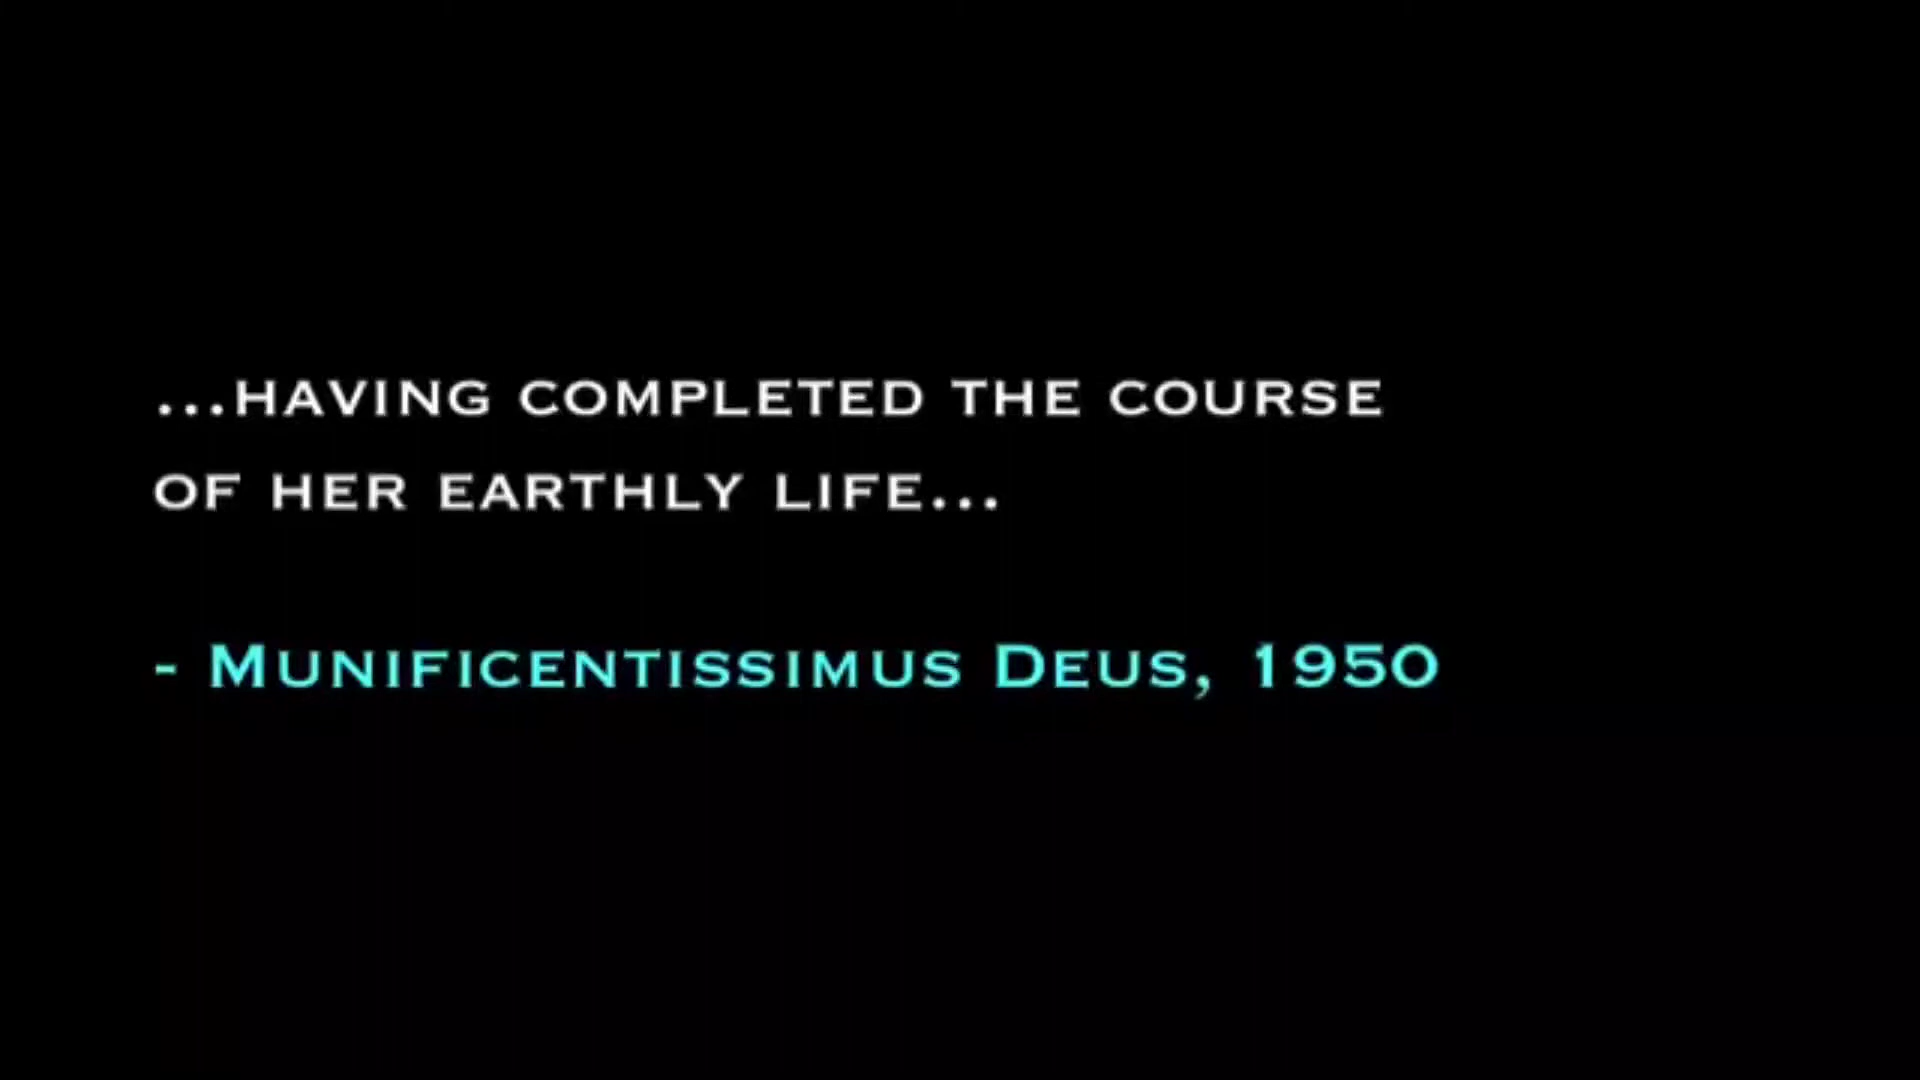 ...HAVING COMPLETED THE COURSE
OF HER EARTHLY LIFE...
- MUNIFICENTISSIMUS DEUS, 1950